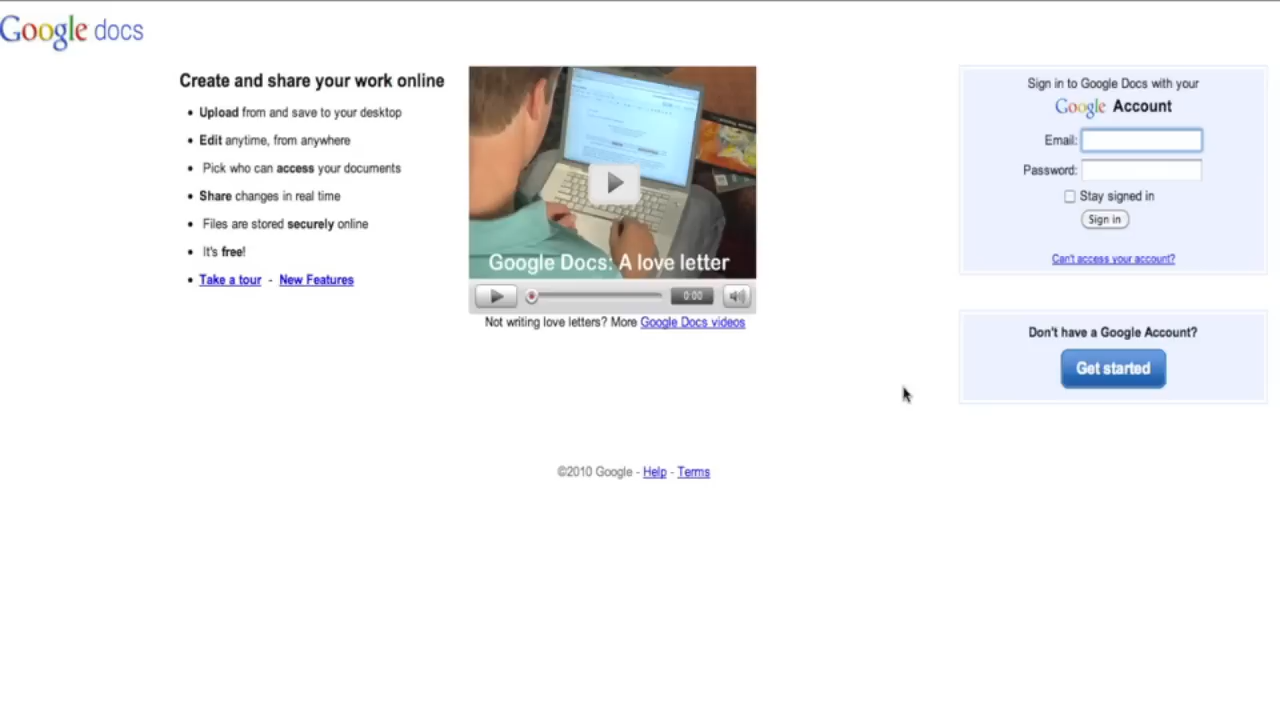 Google docs
Create and share your work online
Upload from and save to your desktop
Edit anytime, from anywhere
Pick who can access your documents
Share changes in real time
Files are stored securely online
It's free!
Take a tour - New Features
Google Docs: A love letter
0:00
Not writing love letters? More Google Docs videos
Sign in to Google Docs with your
Google Account
Email:
Password:
Stay signed in
Sign in
Can't access your account?
Don't have a Google Account?
Get started
©2010 Google - Help - Terms